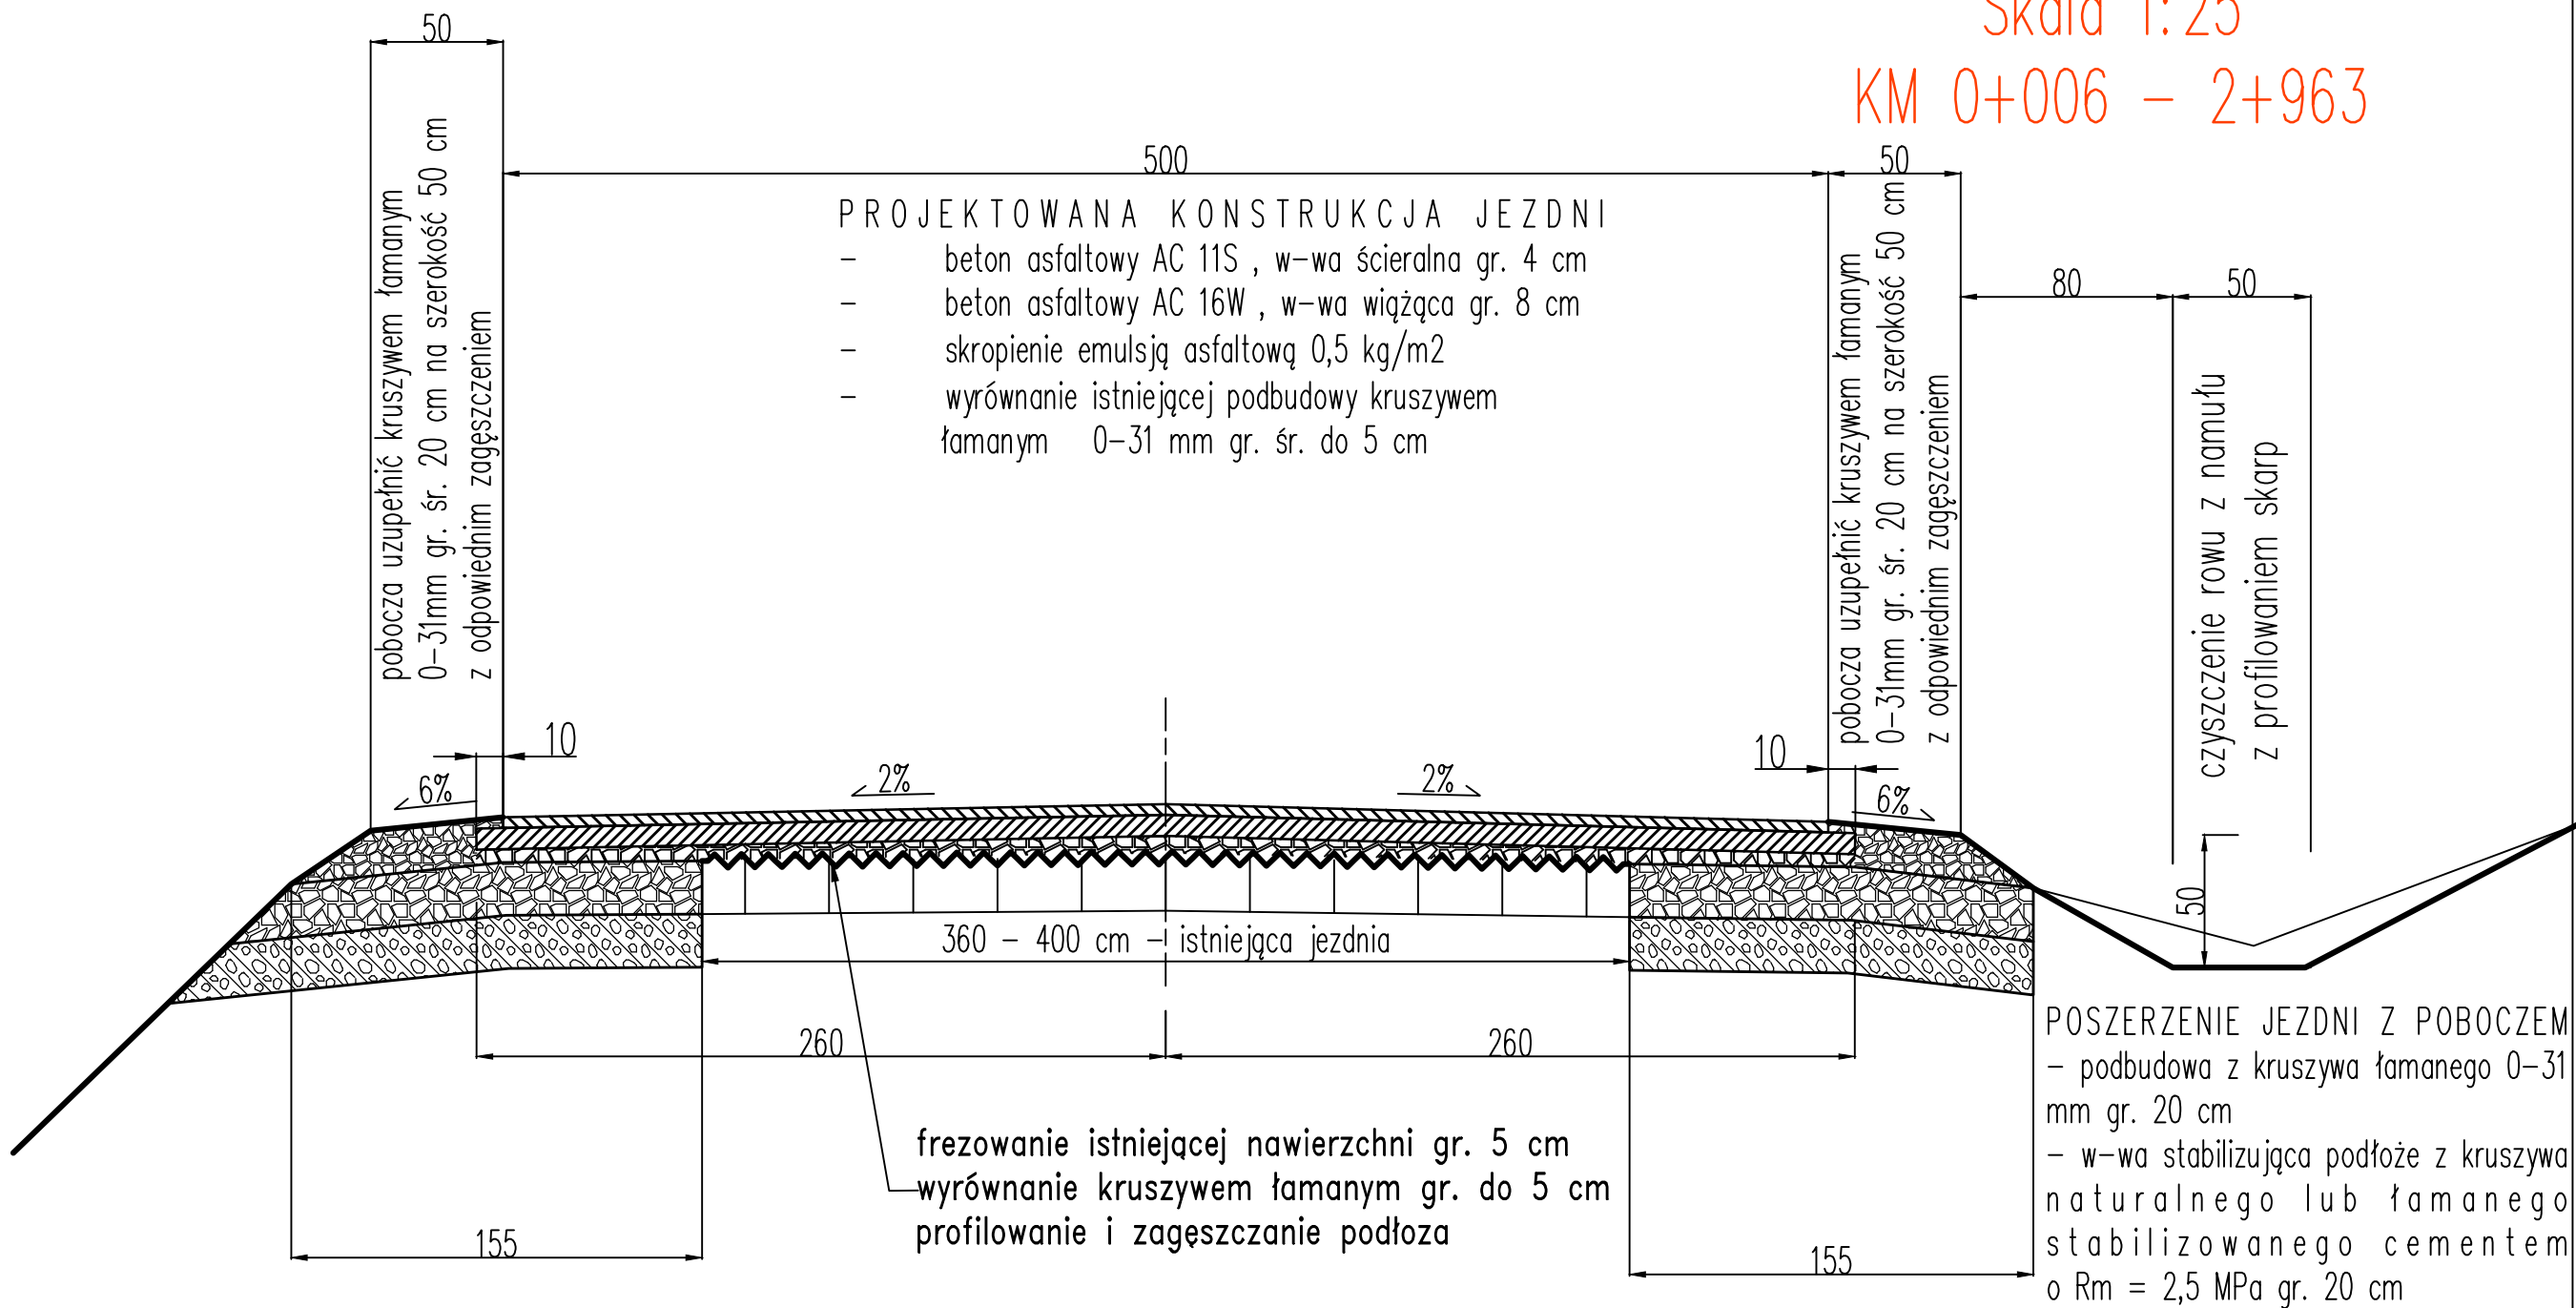 Skala 1:25
KM 0+006 – 2+963
50
500
50
80
50
pobocza uzupełnić kruszywem łamanym
0–31mm gr. śr. 20 cm na szerokość 50 cm
z odpowiednim zagęszczeniem
PROJEKTOWANA KONSTRUKCJA JEZDNI
– beton asfaltowy AC 11S , w–wa ścieralna gr. 4 cm
– beton asfaltowy AC 16W , w–wa wiążąca gr. 8 cm
– skropienie emulsją asfaltową 0,5 kg/m2
– wyrównanie istniejącej podbudowy kruszywem
łamanym 0–31 mm gr. śr. do 5 cm
pobocza uzupełnić kruszywem łamanym
0–31mm gr. śr. 20 cm na szerokość 50 cm
z odpowiednim zagęszczeniem
czyszczenie rowu z namułu
z profilowaniem skarp
10
10
6%
2%
2%
6%
50
360 – 400 cm – istniejąca jezdnia
260
260
frezowanie istniejącej nawierzchni gr. 5 cm
wyrównanie kruszywem łamanym gr. do 5 cm
profilowanie i zagęszczanie podłoza
155
155
POSZERZENIE JEZDNI Z POBOCZEM
– podbudowa z kruszywa łamanego 0–31
mm gr. 20 cm
– w–wa stabilizująca podłoże z kruszywa
naturalnego lub łamanego
stabilizowanego cementem
o Rm = 2,5 MPa gr. 20 cm